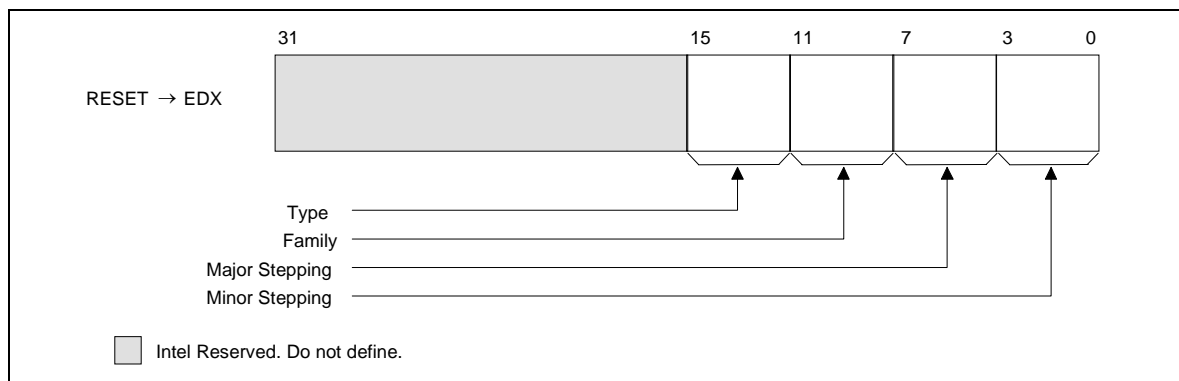 31 15 11 7 3 0
RESET → EDX
Type
Family
Major Stepping
Minor Stepping
Intel Reserved. Do not define.